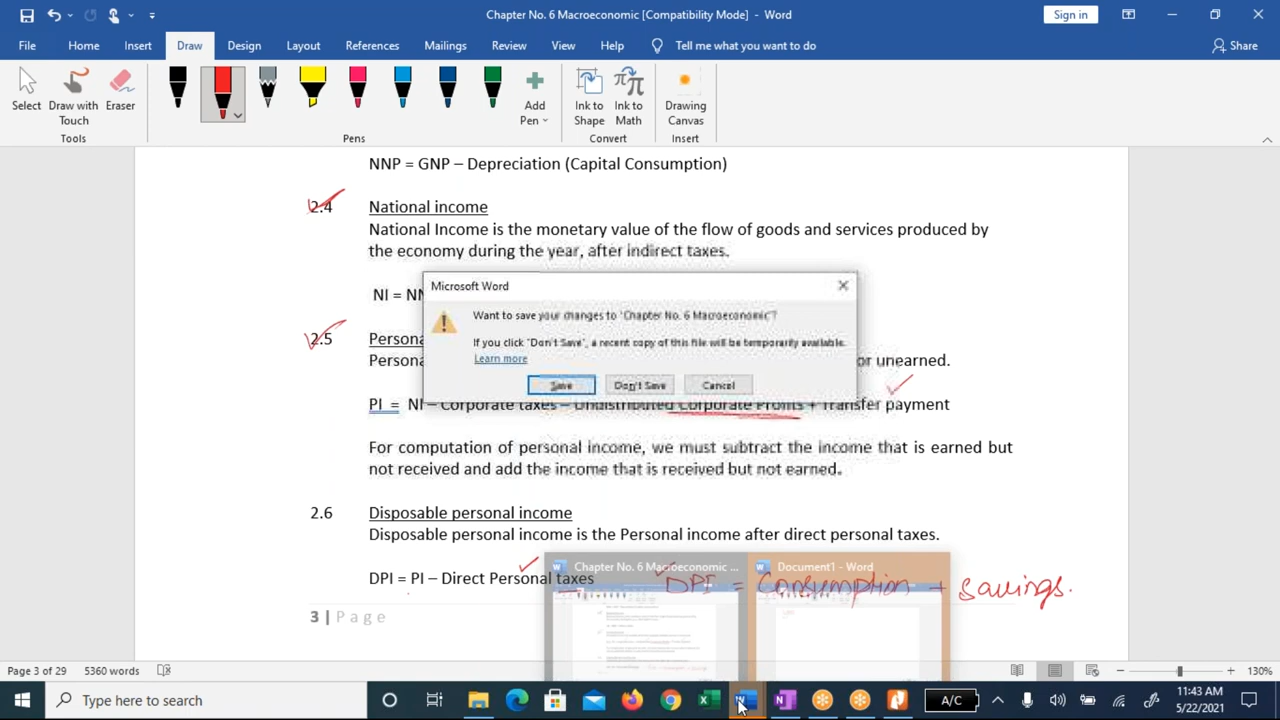 Chapter No. 6 Macroeconomic [Compatibility Mode] - Word
Sign in
File Home Insert Draw Design Layout References Mailings Review View Help Tell me what you want to do Share
Select Draw with Touch Eraser Add Pen Ink to Shape Ink to Math Drawing Canvas
Tools Pens Convert Insert
NNP = GNP – Depreciation (Capital Consumption)
2.4 National income
National Income is the monetary value of the flow of goods and services produced by
the economy during the year, after indirect taxes.
Microsoft Word
NI = NN
Want to save your changes to "Chapter No. 6 Macroeconomic"?
2.5 Persona
If you click "Don't Save", a recent copy of this file will be temporarily available.
Learn more
Persona or unearned.
Save Don't Save Cancel
PI = NI – Corporate taxes – Undistributed Corporate Profits + Transfer payment
For computation of personal income, we must subtract the income that is earned but
not received and add the income that is received but not earned.
2.6 Disposable personal income
Disposable personal income is the Personal income after direct personal taxes.
Chapter No. 6 Macroeconomic ... Document1 - Word
DPI = PI – Direct Personal taxes DPI = Consumption + savings.
3 | Page
Page 3 of 29 5360 words 130%
Type here to search A/C 11:43 AM
5/22/2021